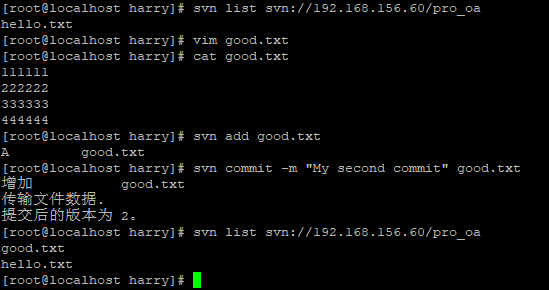 [root@localhost harry]# svn list svn://192.168.156.60/pro_oa
hello.txt
[root@localhost harry]# vim good.txt
[root@localhost harry]# cat good.txt
111111
222222
333333
444444
[root@localhost harry]# svn add good.txt
A         good.txt
[root@localhost harry]# svn commit -m "My second commit" good.txt
增加           good.txt
传输文件数据.
提交后的版本为 2。
[root@localhost harry]# svn list svn://192.168.156.60/pro_oa
good.txt
hello.txt
[root@localhost harry]#